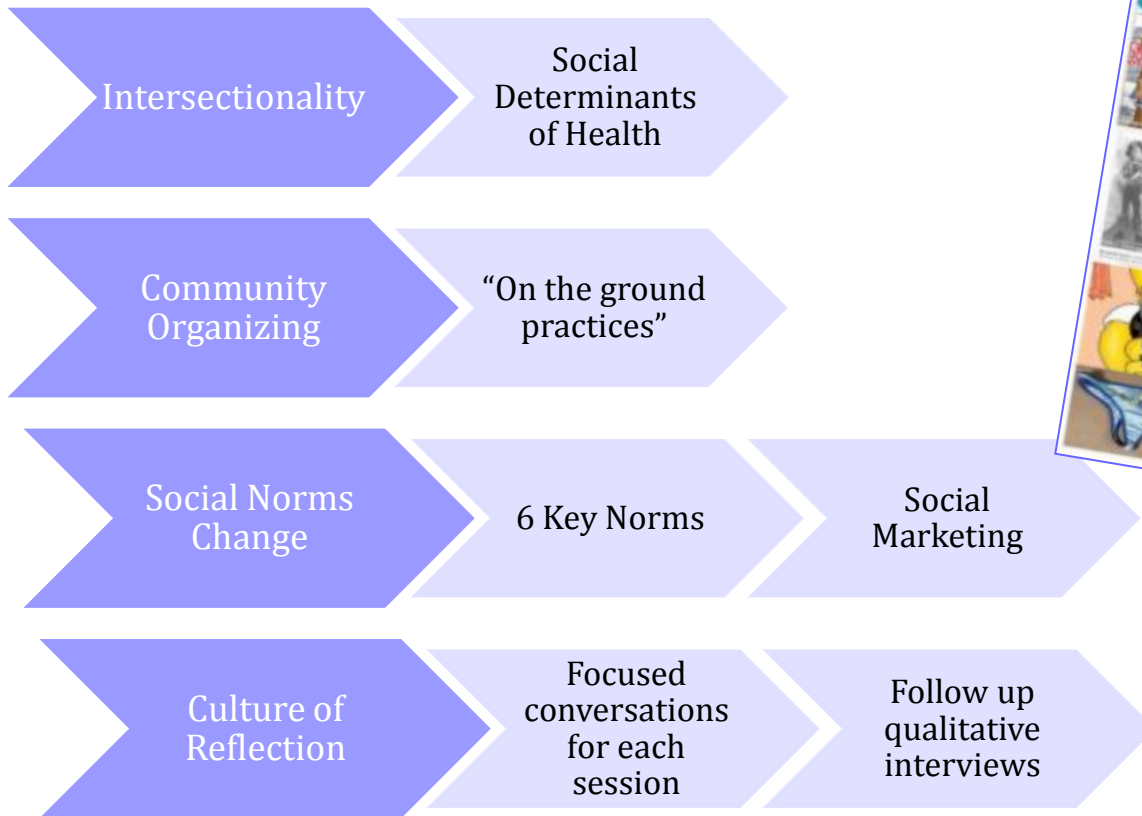 Intersectionality
Social
Determinants
of Health
Community
Organizing
“On the ground
practices”
Social Norms
Change
6 Key Norms
Social
Marketing
Culture of
Reflection
Focused
conversations
for each
session
Follow up
qualitative
interviews